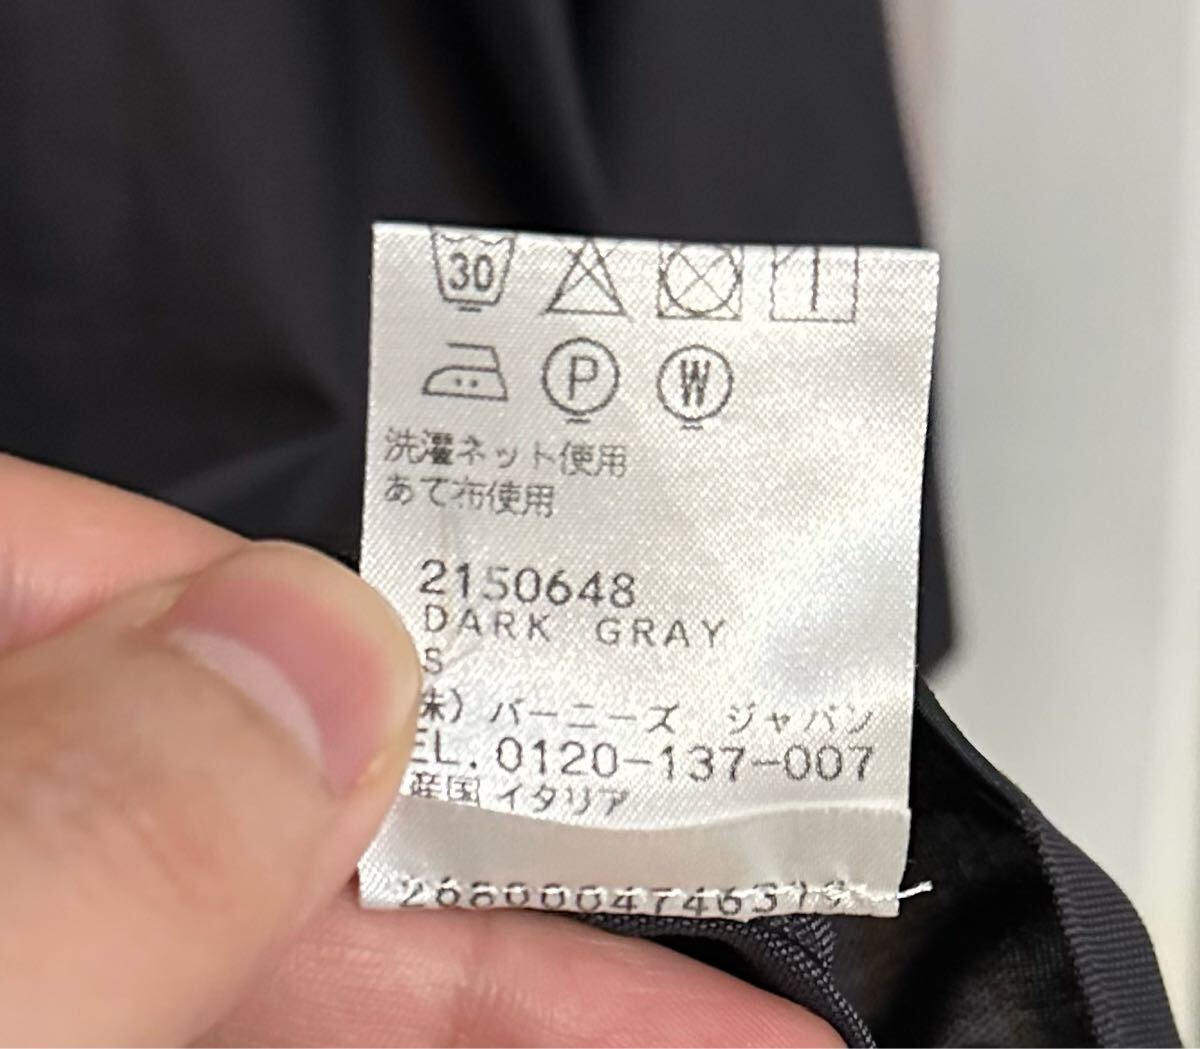 30
P W
洗濯ネット使用
あて布使用
2150648
DARK GRAY
S
株) バーニーズ ジャパン
EL. 0120-137-007
産国 イタリア